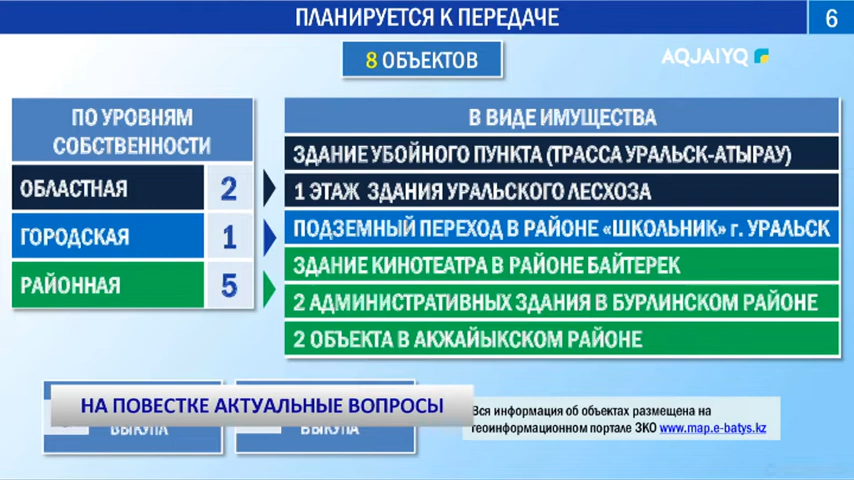 ПЛАНИРУЕТСЯ К ПЕРЕДАЧЕ
6
8 ОБЪЕКТОВ
AQJAIYQ
ПО УРОВНЯМ
СОБСТВЕННОСТИ
ОБЛАСТНАЯ 2
ГОРОДСКАЯ 1
РАЙОННАЯ 5
В ВИДЕ ИМУЩЕСТВА
ЗДАНИЕ УБОЙНОГО ПУНКТА (ТРАССА УРАЛЬСК-АТЫРАУ)
1 ЭТАЖ ЗДАНИЯ УРАЛЬСКОГО ЛЕСХОЗА
ПОДЗЕМНЫЙ ПЕРЕХОД В РАЙОНЕ «ШКОЛЬНИК» г. УРАЛЬСК
ЗДАНИЕ КИНОТЕАТРА В РАЙОНЕ БАЙТЕРЕК
2 АДМИНИСТРАТИВНЫХ ЗДАНИЯ В БУРЛИНСКОМ РАЙОНЕ
2 ОБЪЕКТА В АКЖАЙЫКСКОМ РАЙОНЕ
НА ПОВЕСТКЕ АКТУАЛЬНЫЕ ВОПРОСЫ
ВЫКУПА
ВЫКУПА
Вся информация об объектах размещена на
геоинформационном портале ЗКО www.map.e-batys.kz